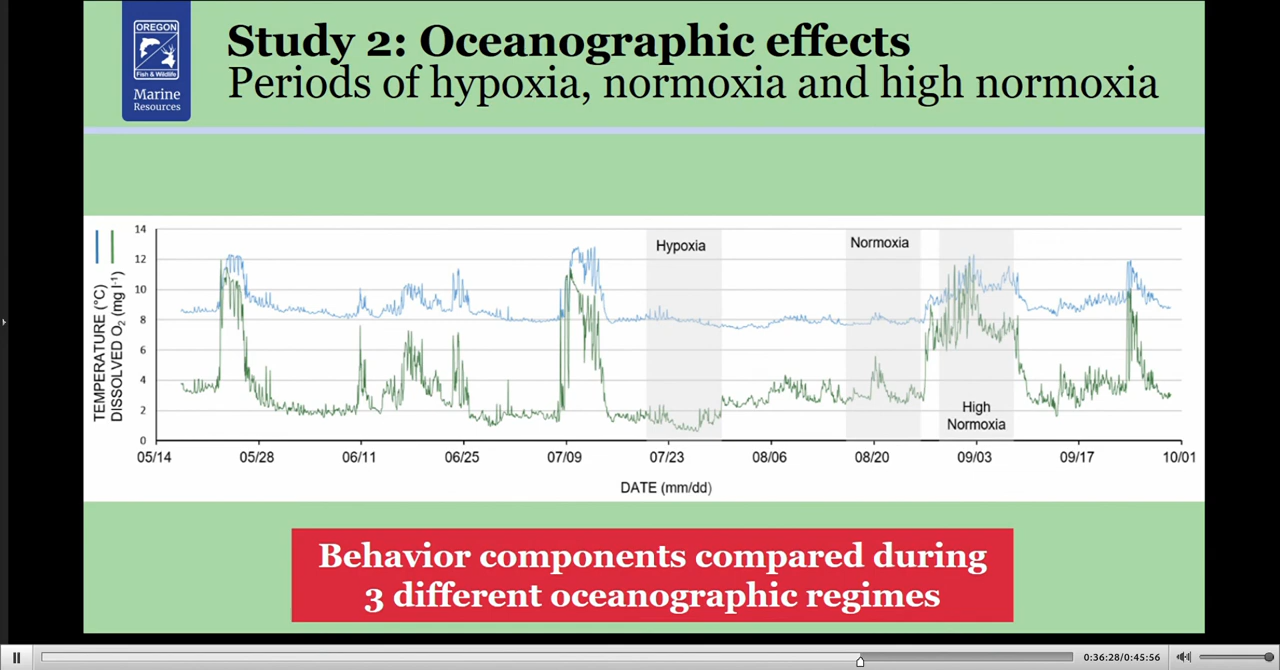 OREGON
Fish & Wildlife
Marine
Resources
Study 2: Oceanographic effects
Periods of hypoxia, normoxia and high normoxia
TEMPERATURE (°C)
DISSOLVED O₂ (mg l⁻¹)
14
12
10
8
6
4
2
0
Hypoxia
Normoxia
High
Normoxia
05/14
05/28
06/11
06/25
07/09
07/23
08/06
08/20
09/03
09/17
10/01
DATE (mm/dd)
Behavior components compared during
3 different oceanographic regimes
0:36:28/0:45:56